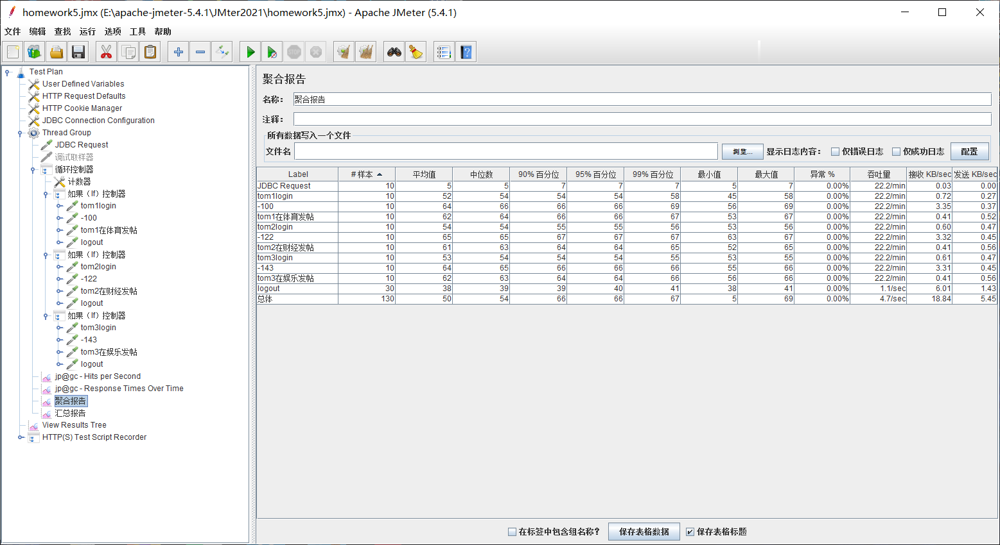 homework5.jmx (E:\apache-jmeter-5.4.1\JMter2021\homework5.jmx) - Apache JMeter (5.4.1)
文件 编辑 查找 运行 选项 工具 帮助
STOP
Test Plan
User Defined Variables
HTTP Request Defaults
HTTP Cookie Manager
JDBC Connection Configuration
Thread Group
JDBC Request
调试取样器
循环控制器
计数器
如果（If）控制器
tom1login
-100
tom1在体育发帖
logout
如果（If）控制器
tom2login
-122
tom2在财经发帖
logout
如果（If）控制器
tom3login
-143
tom3在娱乐发帖
logout
jp@gc - Hits per Second
jp@gc - Response Times Over Time
聚合报告
汇总报告
View Results Tree
HTTP(S) Test Script Recorder
聚合报告
名称： 聚合报告
注释：
所有数据写入一个文件
文件名 浏览... 显示日志内容： 仅错误日志 仅成功日志 配置
Label # 样本 平均值 中位数 90% 百分位 95% 百分位 99% 百分位 最小值 最大值 异常 % 吞吐量 接收 KB/sec 发送 KB/sec
JDBC Request 10 5 5 7 7 7 5 7 0.00% 22.2/min 0.03 0.00
tom1login 10 52 54 54 54 58 45 58 0.00% 22.2/min 0.72 0.27
-100 10 64 66 66 66 69 56 69 0.00% 22.2/min 3.35 0.37
tom1在体育发帖 10 62 64 66 66 67 53 67 0.00% 22.2/min 0.41 0.52
tom2login 10 54 54 55 55 56 53 56 0.00% 22.2/min 0.60 0.47
-122 10 65 65 67 67 67 63 67 0.00% 22.2/min 3.32 0.45
tom2在财经发帖 10 61 63 64 64 65 52 65 0.00% 22.2/min 0.41 0.56
tom3login 10 53 54 54 54 55 53 55 0.00% 22.2/min 0.61 0.47
-143 10 64 65 66 66 66 55 66 0.00% 22.2/min 3.31 0.45
tom3在娱乐发帖 10 62 63 64 64 66 56 66 0.00% 22.2/min 0.41 0.56
logout 30 38 39 39 40 41 38 41 0.00% 1.1/sec 6.01 1.43
总体 130 50 54 66 66 67 5 69 0.00% 4.7/sec 18.84 5.45
在标签中包含组名称？ 保存表格数据 保存表格标题